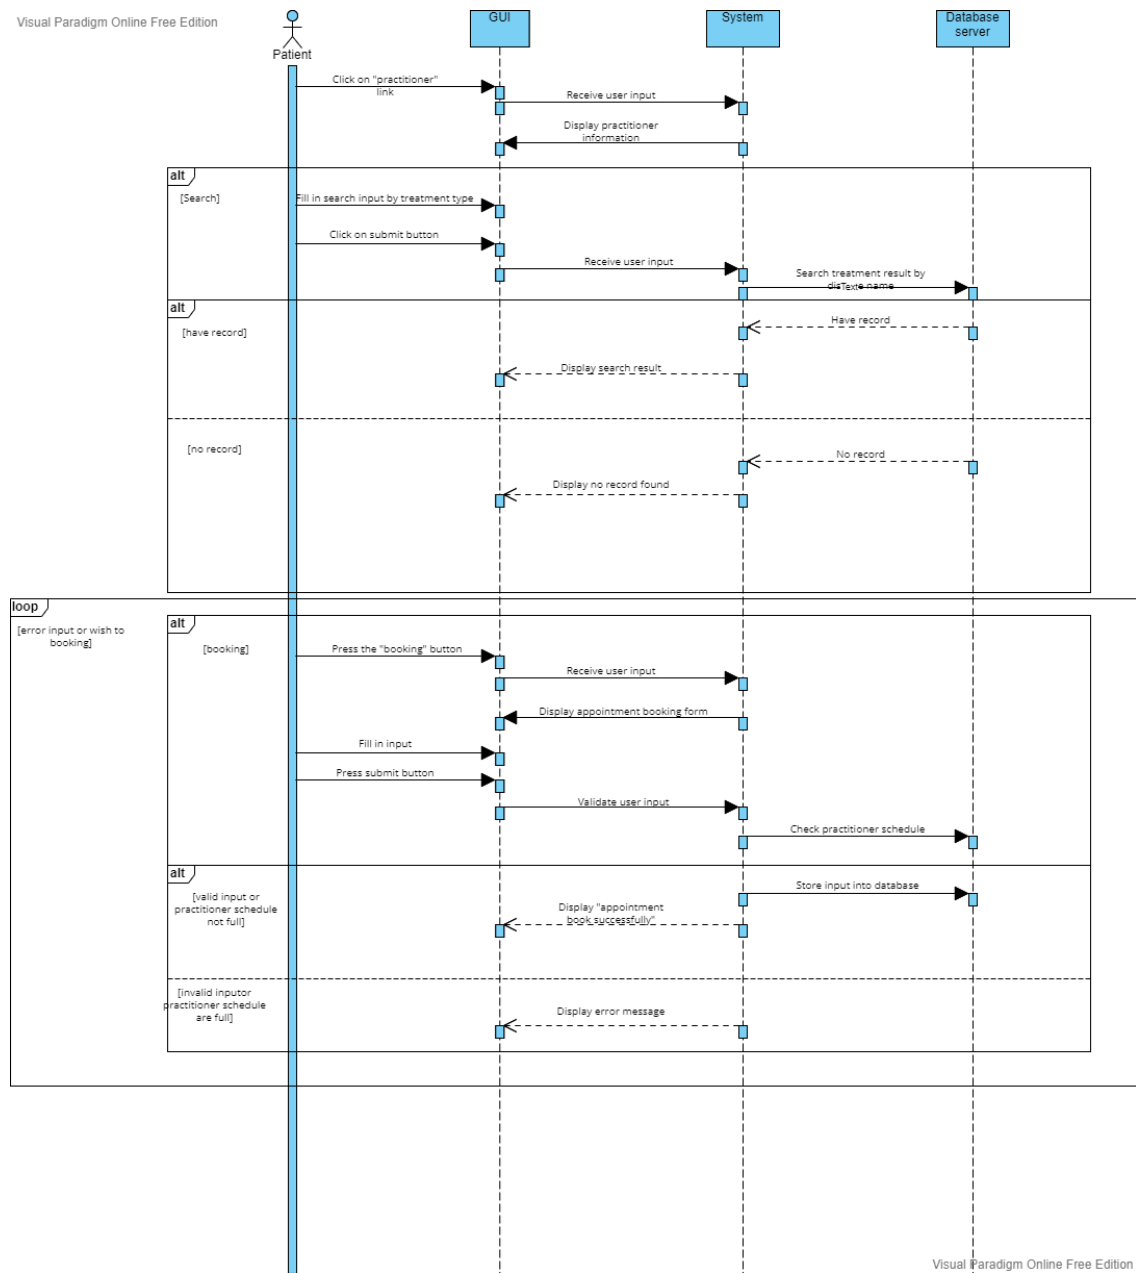 Visual Paradigm Online Free Edition
Patient
GUI
System
Database
server
Click on "practitioner"
link
Receive user input
Display practitioner
information
alt
[Search]
Fill in search input by treatment type
Click on submit button
Receive user input
Search treatment result by
name
Text
alt
[have record]
Have record
Display search result
[no record]
No record
Display no record found
loop
[error input or wish to
booking]
alt
[booking]
Press the "booking" button
Receive user input
Display appointment booking form
Fill in input
Press submit button
Validate user input
Check practitioner schedule
alt
[valid input or
practitioner schedule
not full]
Store input into database
Display "appointment
book successfully"
[invalid inputor
practitioner schedule
are full]
Display error message
Visual Paradigm Online Free Edition